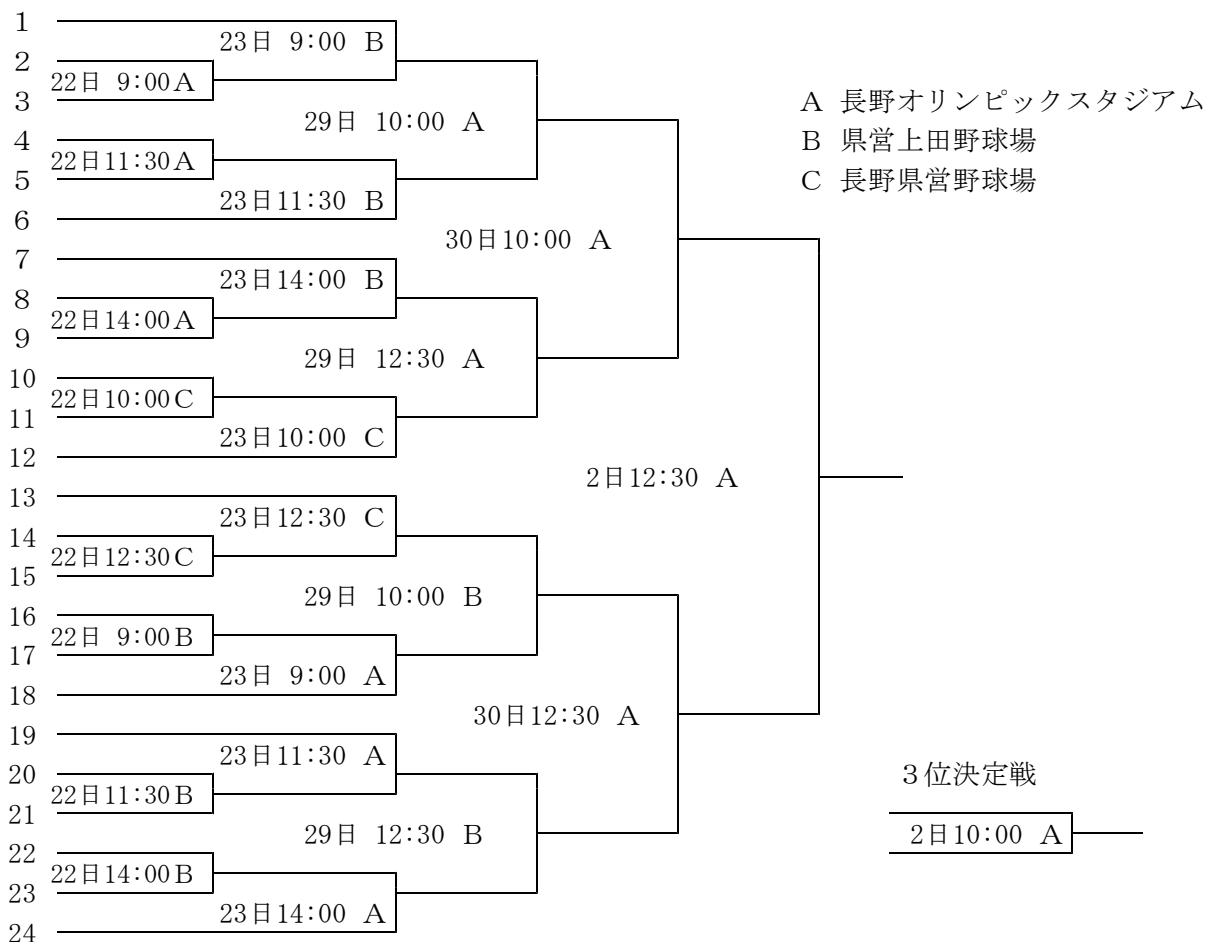 1
23日 9:00 B
2
22日 9:00A
3
29日 10:00 A
A 長野オリンピックスタジアム
4
B 県営上田野球場
22日11:30A
5
C 長野県営野球場
23日11:30 B
6
30日10:00 A
7
23日14:00 B
8
22日14:00A
9
29日 12:30 A
10
22日10:00C
11
23日10:00 C
12
2日12:30 A
13
23日12:30 C
14
22日12:30C
15
29日 10:00 B
16
22日 9:00B
17
23日 9:00 A
18
30日12:30 A
19
23日11:30 A
20
3位決定戦
22日11:30B
21
29日 12:30 B
2日10:00 A
22
22日14:00B
23
23日14:00 A
24